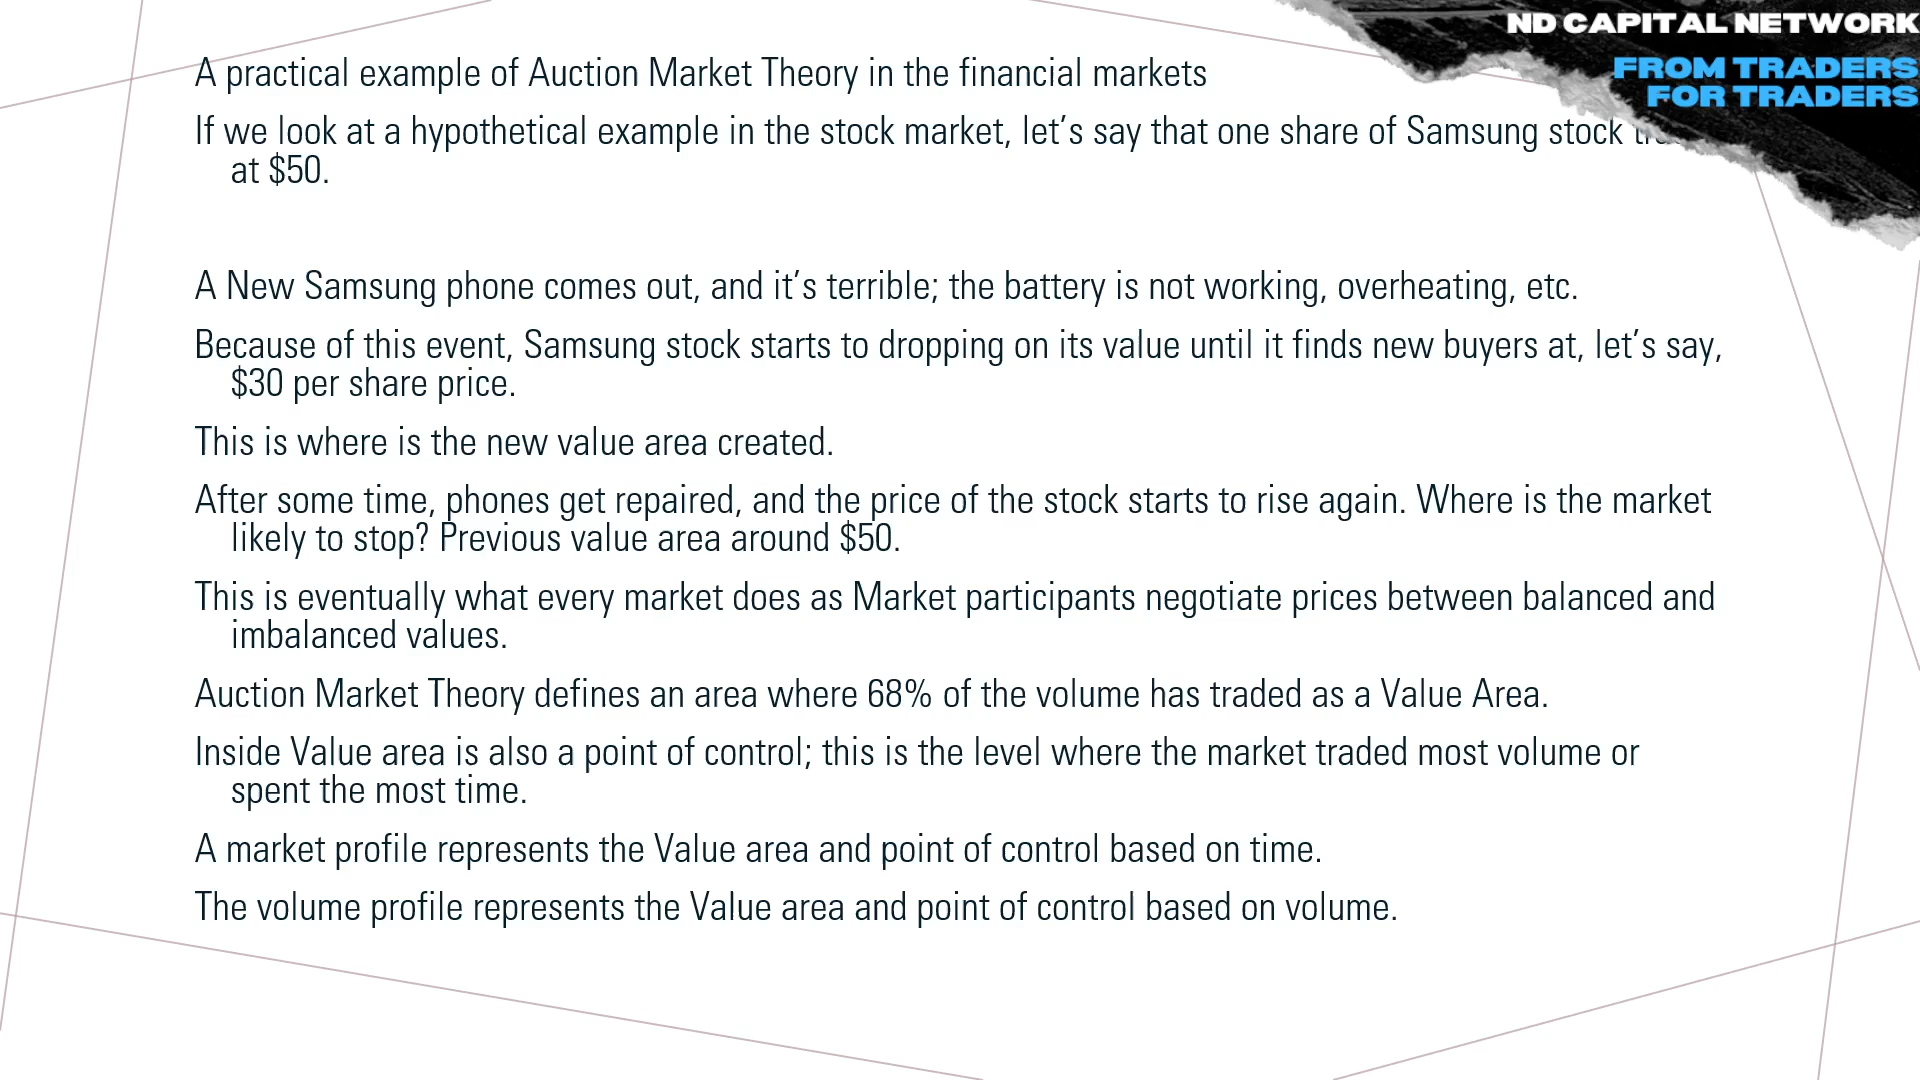 ND CAPITAL NETWORK
FROM TRADERS
FOR TRADERS
A practical example of Auction Market Theory in the financial markets
If we look at a hypothetical example in the stock market, let’s say that one share of Samsung stock
at $50.
A New Samsung phone comes out, and it’s terrible; the battery is not working, overheating, etc.
Because of this event, Samsung stock starts to dropping on its value until it finds new buyers at, let’s say,
$30 per share price.
This is where is the new value area created.
After some time, phones get repaired, and the price of the stock starts to rise again. Where is the market
likely to stop? Previous value area around $50.
This is eventually what every market does as Market participants negotiate prices between balanced and
imbalanced values.
Auction Market Theory defines an area where 68% of the volume has traded as a Value Area.
Inside Value area is also a point of control; this is the level where the market traded most volume or
spent the most time.
A market profile represents the Value area and point of control based on time.
The volume profile represents the Value area and point of control based on volume.